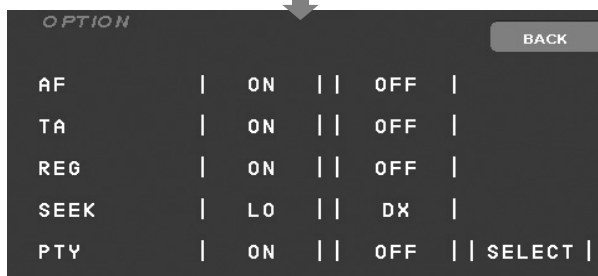 OPTION
BACK
AF | ON || OFF |
TA | ON || OFF |
REG | ON || OFF |
SEEK | LO || DX |
PTY | ON || OFF || SELECT |